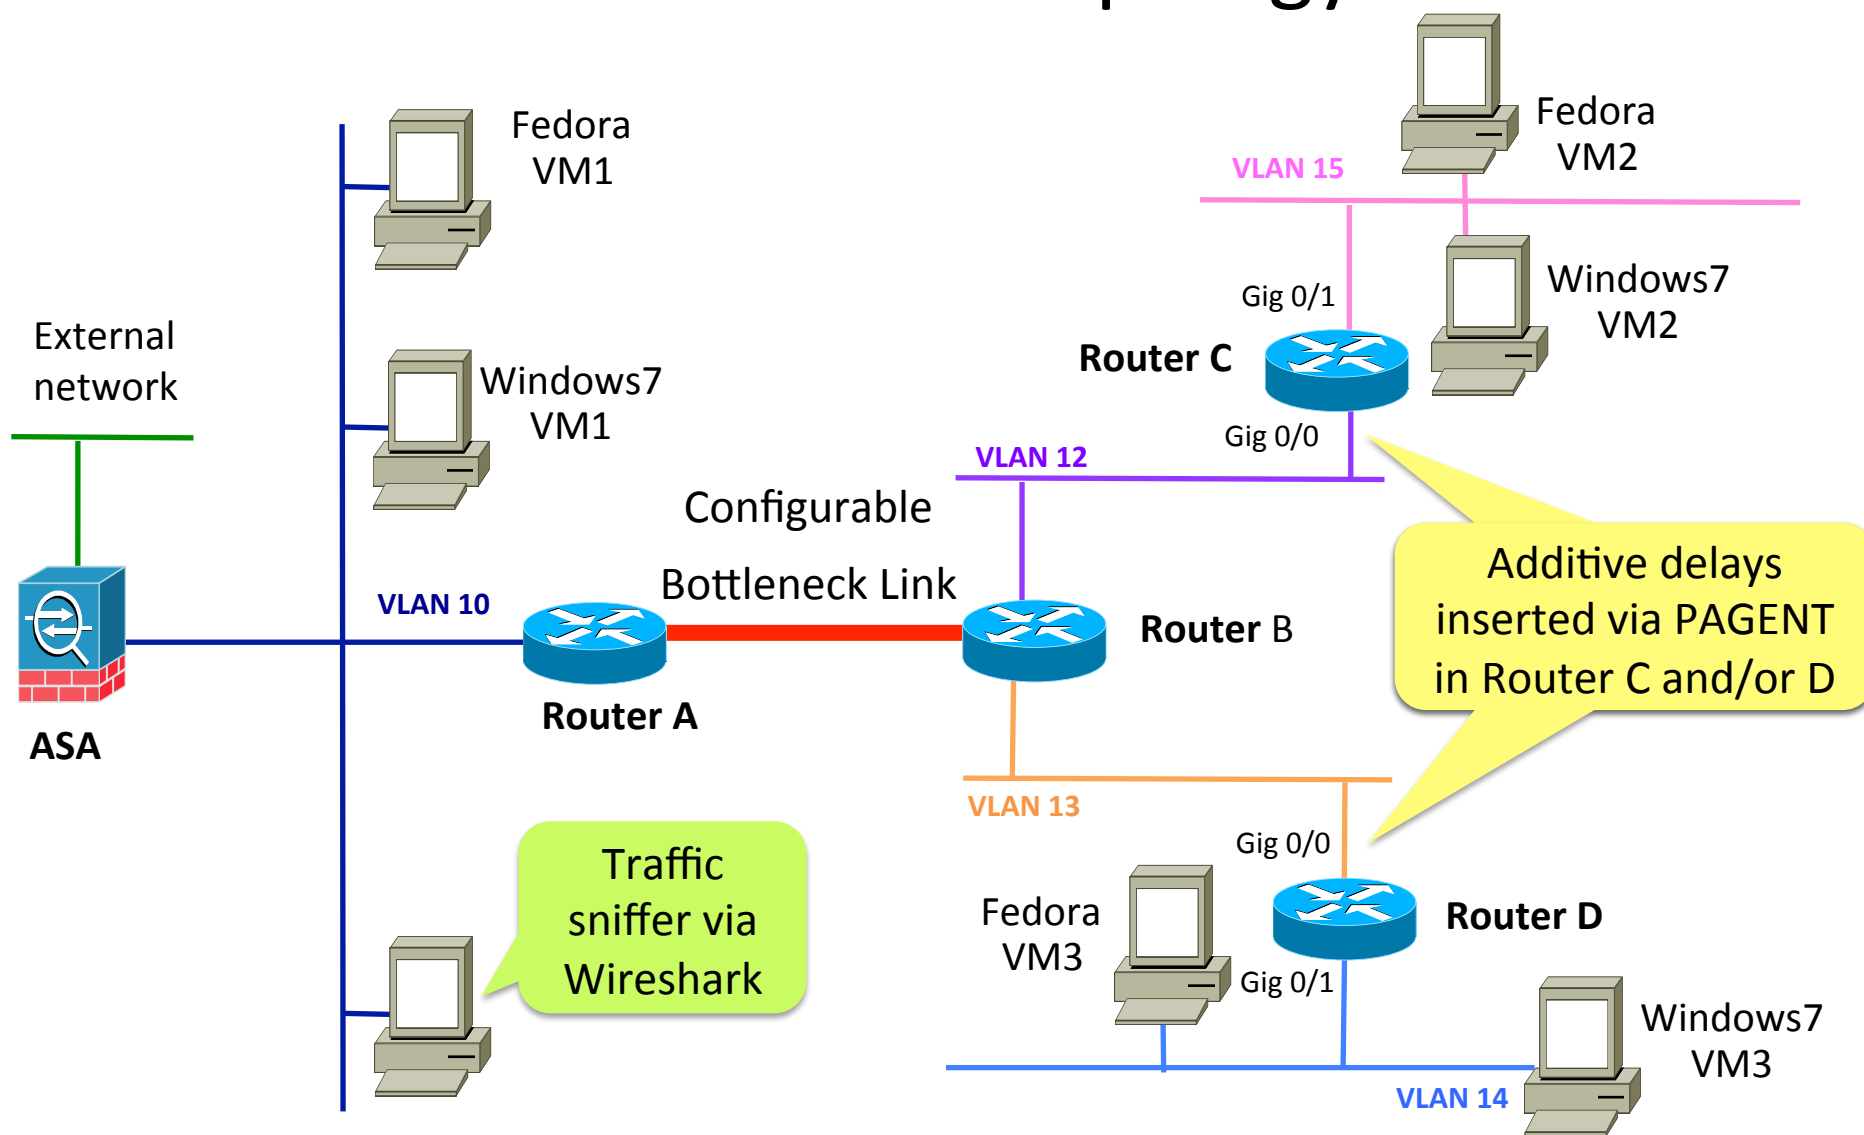 Fedora
VM1
Fedora
VM2
VLAN 15
Windows7
VM2
Gig 0/1
External
network
Router C
Windows7
VM1
Gig 0/0
VLAN 12
Configurable
Bottleneck Link
Additive delays
inserted via PAGENT
in Router C and/or D
VLAN 10
Router B
Router A
ASA
VLAN 13
Gig 0/0
Traffic
sniffer via
Wireshark
Fedora
VM3
Router D
Gig 0/1
Windows7
VM3
VLAN 14